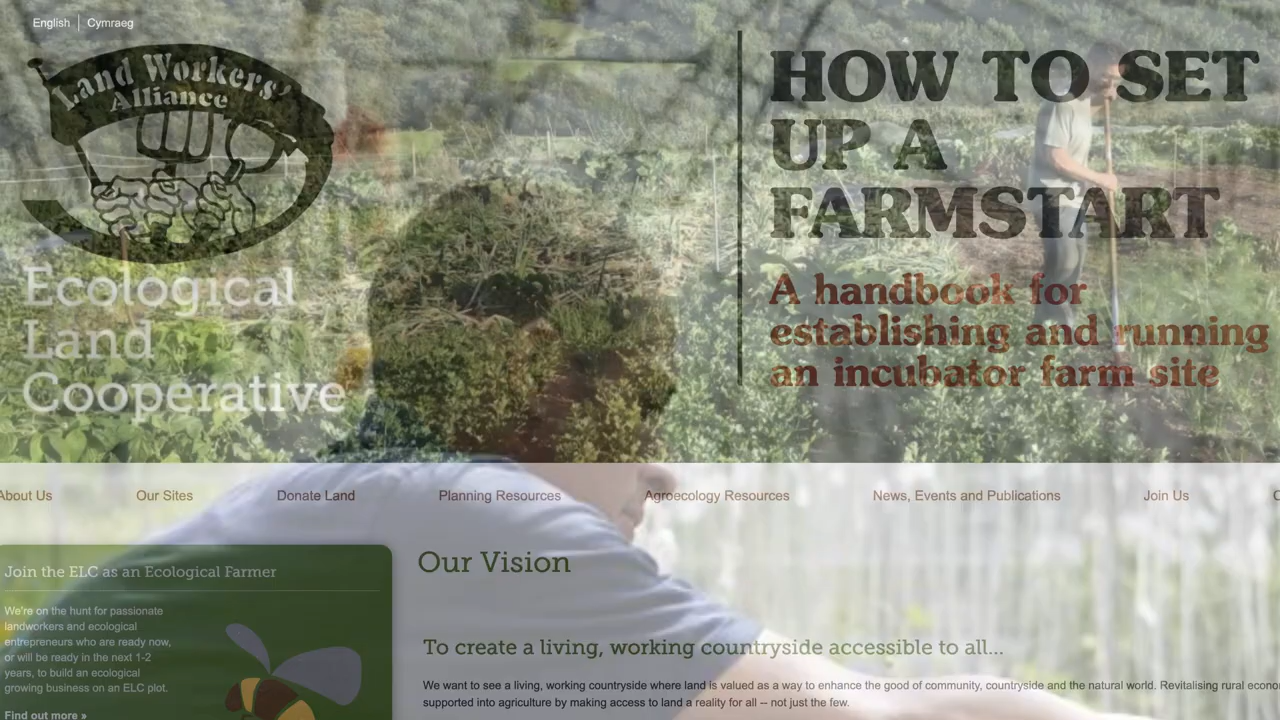 English
Cymraeg
Land Workers'
Alliance
Ecological
Land
Cooperative
HOW TO SET
UP A
FARMSTART
A handbook for
establishing and running
an incubator farm site
About Us
Our Sites
Donate Land
Planning Resources
Agroecology Resources
News, Events and Publications
Join Us
Join the ELC as an Ecological Farmer
We're on the hunt for passionate
landworkers and ecological
entrepreneurs who are ready now,
or will be ready in the next 1-2
years, to build an ecological
growing business on an ELC plot.
Find out more »
Our Vision
To create a living, working countryside accessible to all...
We want to see a living, working countryside where land is valued as a way to enhance the good of community, countryside and the natural world. Revitalising rural
supported into agriculture by making access to land a reality for all -- not just the few.